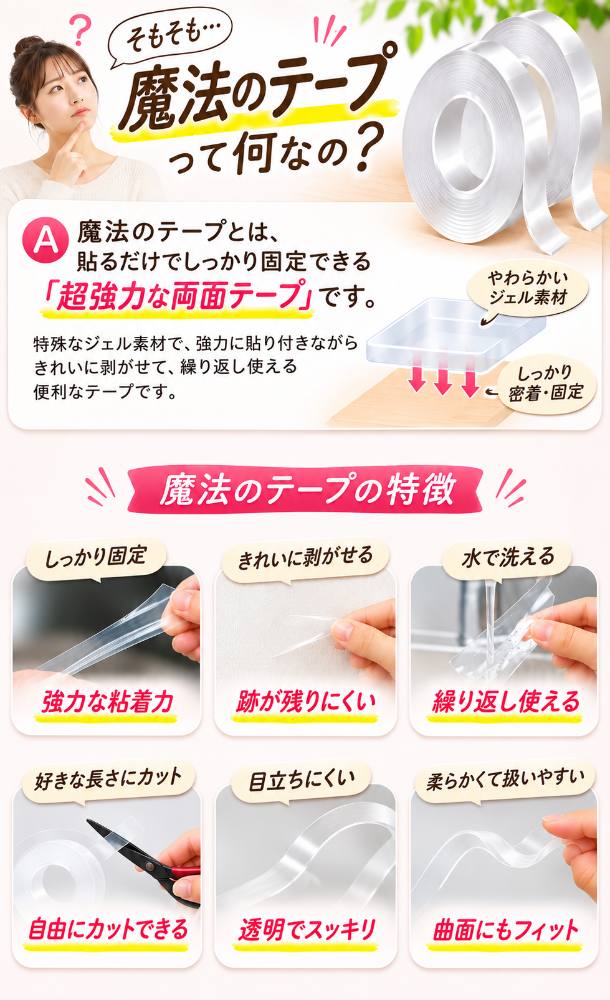 ?
そもそも…
魔法のテープ
って何なの?
A
魔法のテープとは、
貼るだけでしっかり固定できる
「超強力な両面テープ」です。
特殊なジェル素材で、強力に貼り付きながら
きれいに剥がせて、繰り返し使える
便利なテープです。
やわらかい
ジェル素材
しっかり
密着・固定
魔法のテープの特徴
しっかり固定
強力な粘着力
きれいに剥がせる
跡が残りにくい
水で洗える
繰り返し使える
好きな長さにカット
自由にカットできる
目立ちにくい
透明でスッキリ
柔らかくて扱いやすい
曲面にもフィット